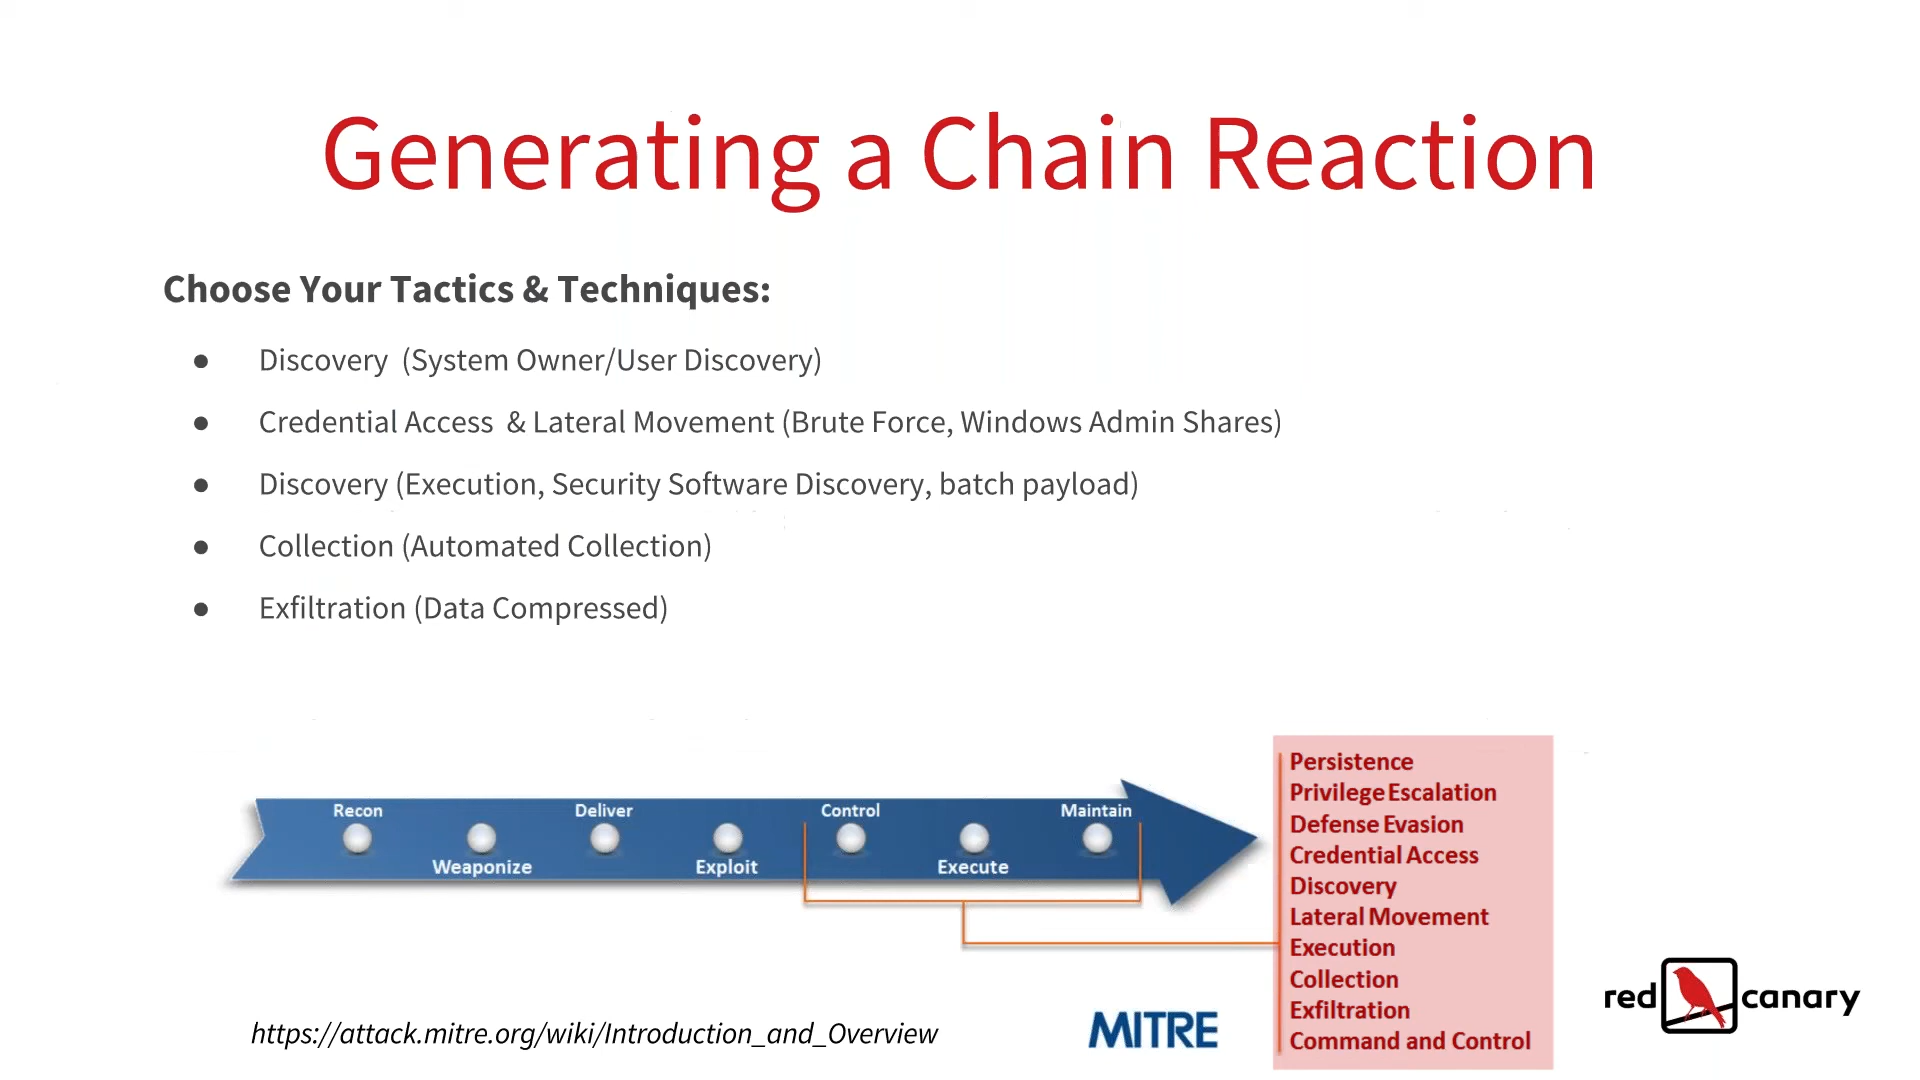 Generating a Chain Reaction
Choose Your Tactics & Techniques:
● Discovery (System Owner/User Discovery)
● Credential Access & Lateral Movement (Brute Force, Windows Admin Shares)
● Discovery (Execution, Security Software Discovery, batch payload)
● Collection (Automated Collection)
● Exfiltration (Data Compressed)
Recon
Weaponize
Deliver
Exploit
Control
Execute
Maintain
Persistence
Privilege Escalation
Defense Evasion
Credential Access
Discovery
Lateral Movement
Execution
Collection
Exfiltration
Command and Control
https://attack.mitre.org/wiki/Introduction_and_Overview
MITRE
red canary